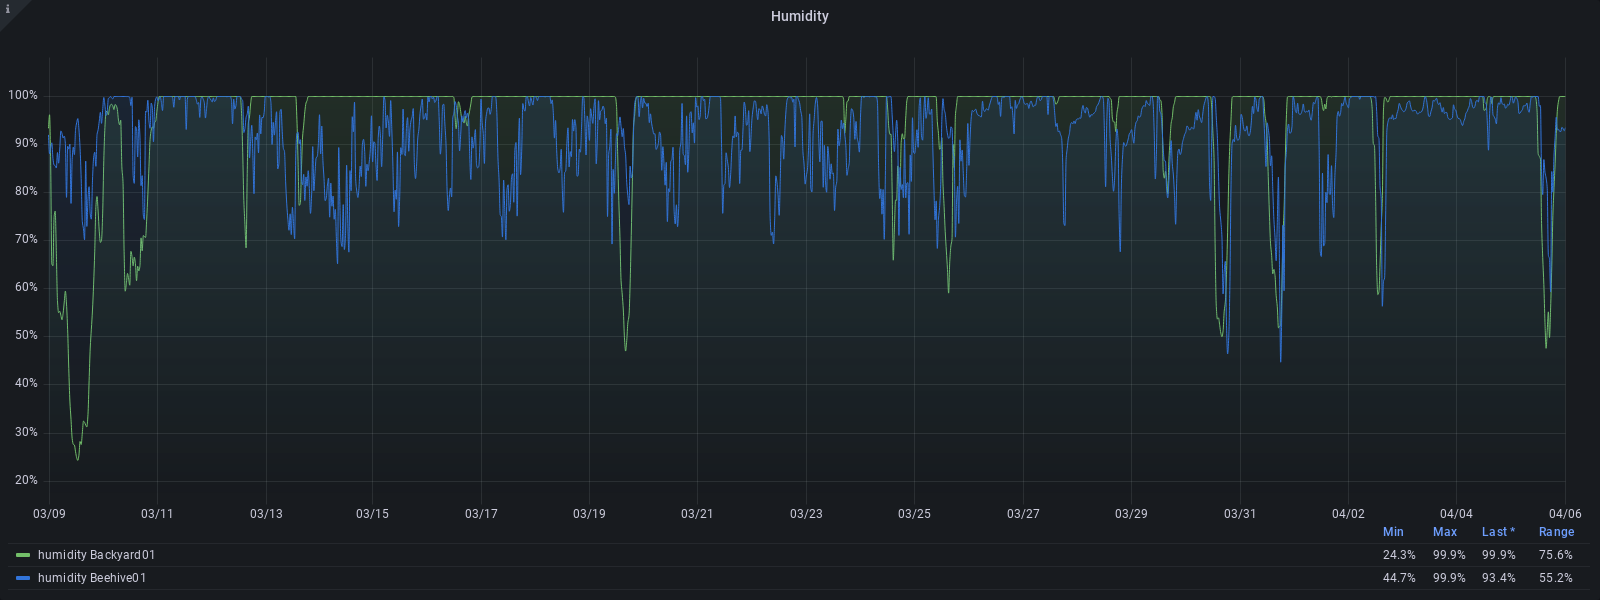 i
Humidity
100%
90%
80%
70%
60%
50%
40%
30%
20%
03/09 03/11 03/13 03/15 03/17 03/19 03/21 03/23 03/25 03/27 03/29 03/31 04/02 04/04 04/06
Min Max Last * Range
humidity Backyard01 24.3% 99.9% 99.9% 75.6%
humidity Beehive01 44.7% 99.9% 93.4% 55.2%